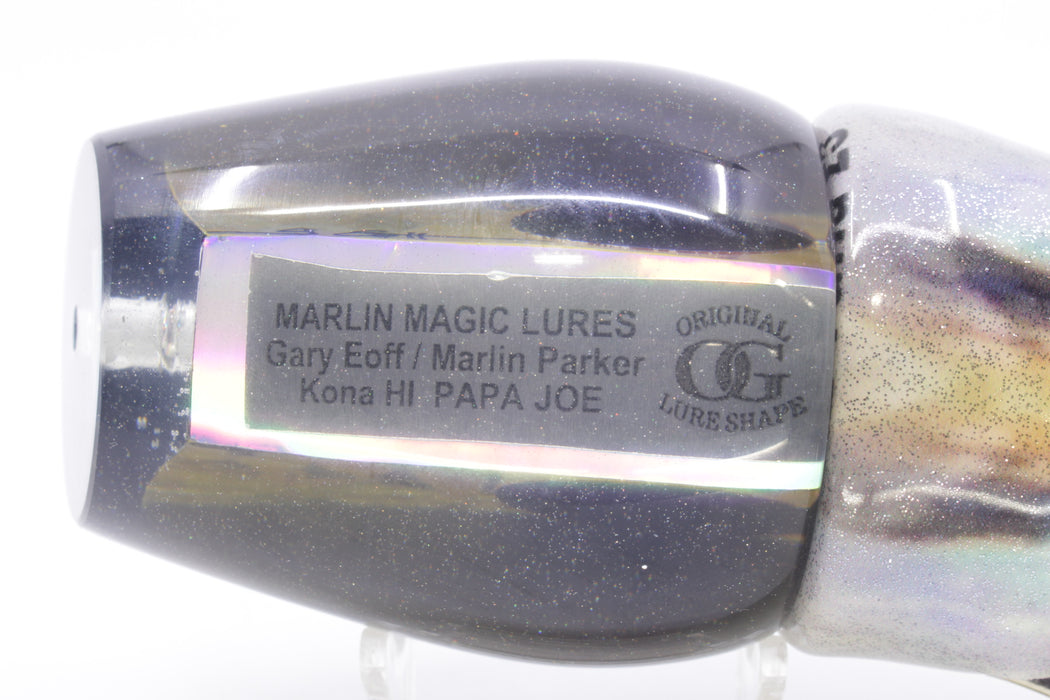 MARLIN MAGIC LURES
Gary Eoff / Marlin Parker
Kona HI PAPA JOE
ORIGINAL
OG
LURE SHAPE